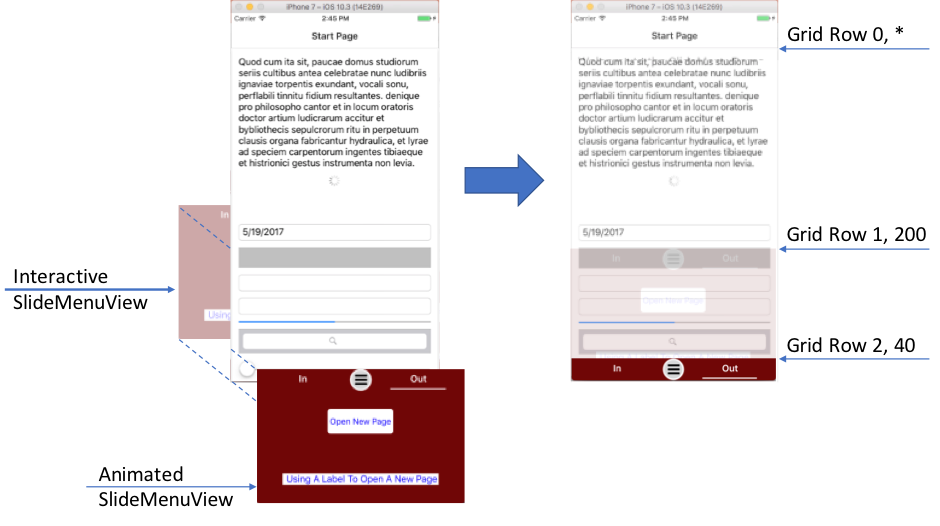 iPhone 7 – iOS 10.3 (14E269)
Carrier
2:45 PM
Start Page
Quod cum ita sit, paucae domus studiorum
seriis cultibus antea celebratae nunc ludibriis
ignaviae torpentis exundant, vocali sonu,
perflabili tinnitu fidium resultantes. denique
pro philosopho cantor et in locum oratoris
doctor artium ludicrarum accitur et
bybliothecis sepulcrorum ritu in perpetuum
clausis organa fabricantur hydraulica, et lyrae
ad speciem carpentorum ingentes tibiaeque
et histrionici gestus instrumenta non levia.
5/19/2017
In
Using
In
Out
Open New Page
Using A Label To Open A New Page
Interactive
SlideMenuView
Animated
SlideMenuView
iPhone 7 – iOS 10.3 (14E269)
Carrier
2:45 PM
Start Page
Quod cum ita sit, paucae domus studiorum
seriis cultibus antea celebratae nunc ludibriis
ignaviae torpentis exundant, vocali sonu,
perflabili tinnitu fidium resultantes. denique
pro philosopho cantor et in locum oratoris
doctor artium ludicrarum accitur et
bybliothecis sepulcrorum ritu in perpetuum
clausis organa fabricantur hydraulica, et lyrae
ad speciem carpentorum ingentes tibiaeque
et histrionici gestus instrumenta non levia.
5/19/2017
In
Out
Open New Page
In
Out
Grid Row 0, *
Grid Row 1, 200
Grid Row 2, 40